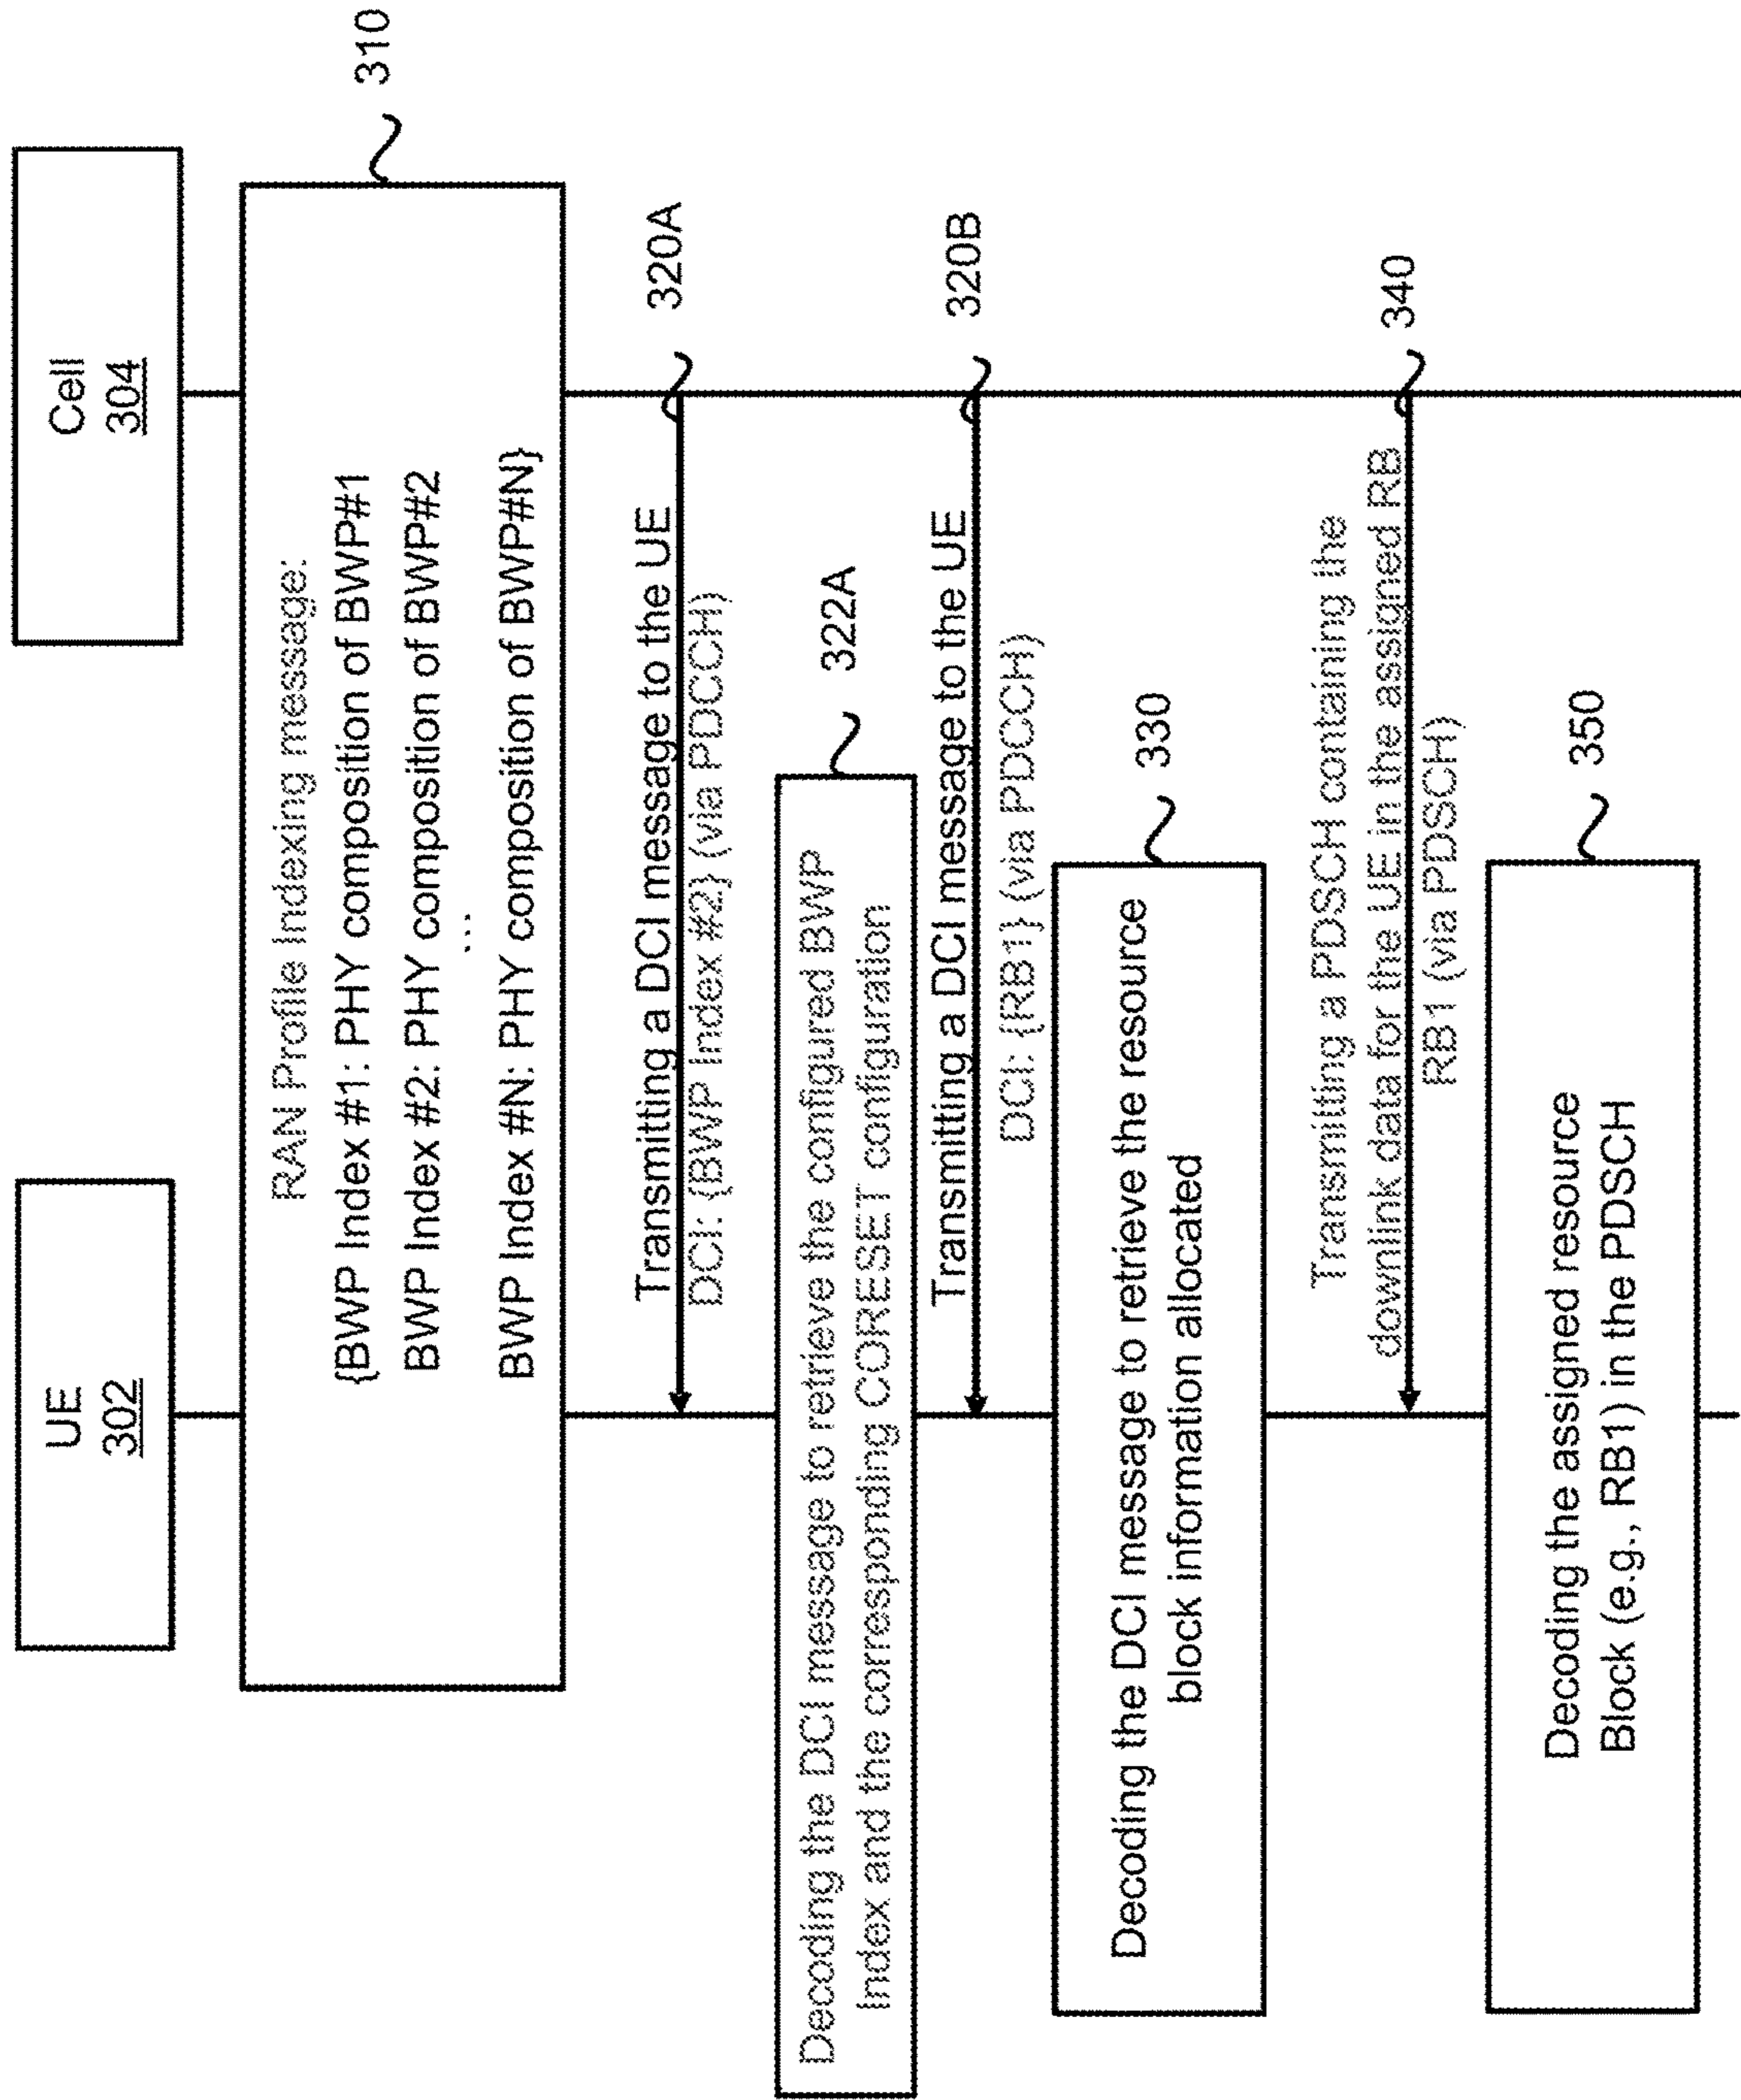 UE
302
Cell
304
310
RAN Profile Indexing message:
{BWP Index #1: PHY composition of BWP#1
BWP Index #2: PHY composition of BWP#2
...
BWP Index #N: PHY composition of BWP#N}
320A
Transmitting a DCI message to the UE
DCI: {BWP Index #2} (via PDCCH)
322A
Decoding the DCI message to retrieve the configured BWP
Index and the corresponding CORESET configuration
320B
Transmitting a DCI message to the UE
DCI: {RB1} (via PDCCH)
330
Decoding the DCI message to retrieve the resource
block information allocated
340
Transmitting a PDSCH containing the
downlink data for the UE in the assigned RB
RB1 (via PDSCH)
350
Decoding the assigned resource
Block (e.g., RB1) in the PDSCH